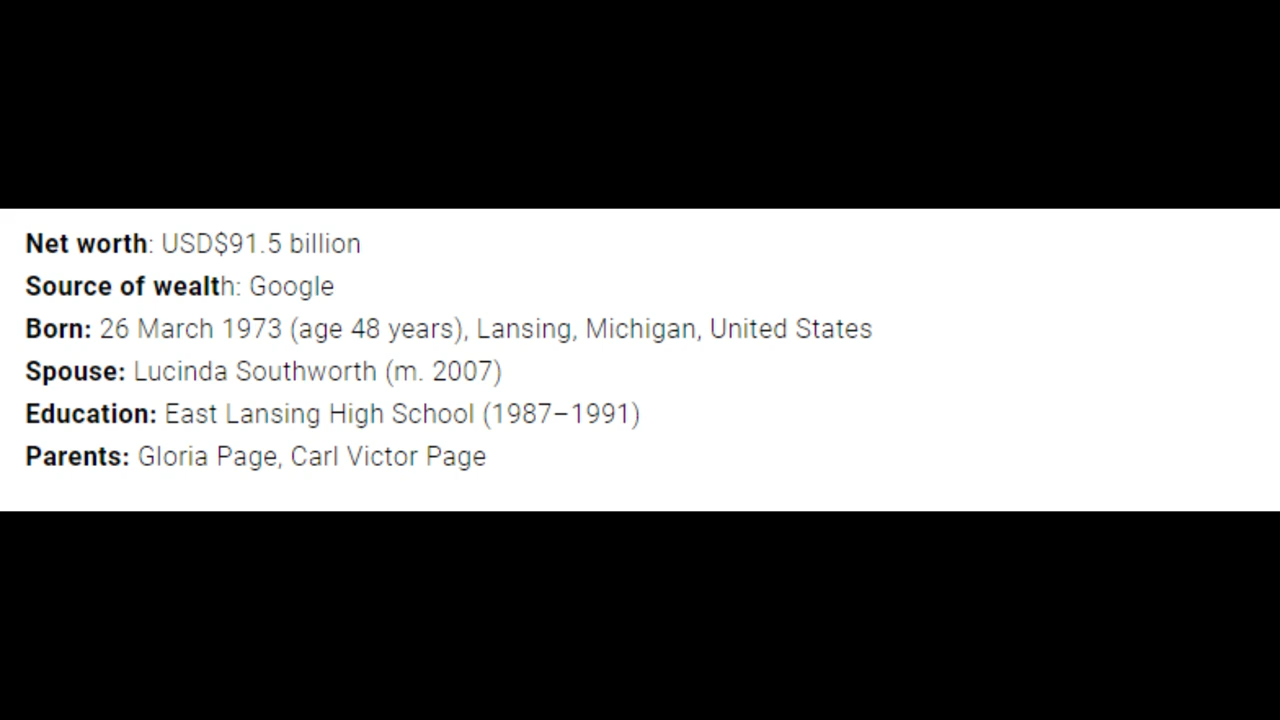 Net worth: USD$91.5 billion
Source of wealth: Google
Born: 26 March 1973 (age 48 years), Lansing, Michigan, United States
Spouse: Lucinda Southworth (m. 2007)
Education: East Lansing High School (1987–1991)
Parents: Gloria Page, Carl Victor Page